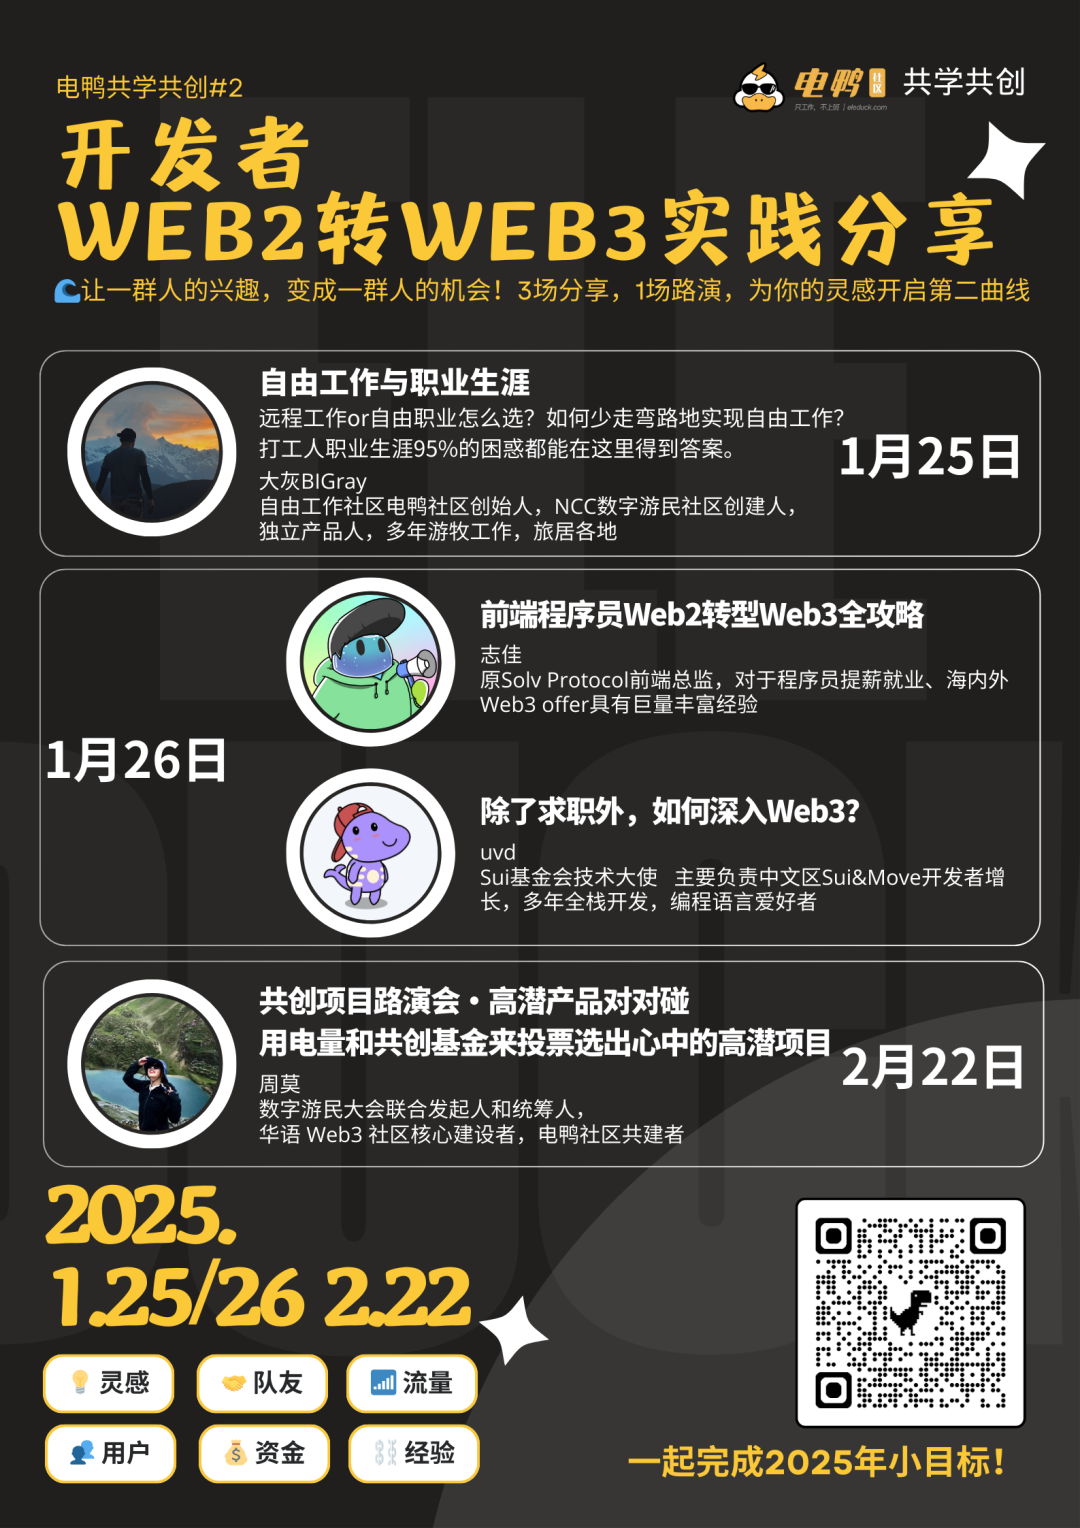 电鸭共学共创#2
电鸭社区 共学共创
只工作，不上班 | eleduck.com
开发者
WEB2转WEB3实践分享
🌊让一群人的兴趣，变成一群人的机会！3场分享，1场路演，为你的灵感开启第二曲线
自由工作与职业生涯
远程工作or自由职业怎么选？如何少走弯路地实现自由工作？
打工人职业生涯95%的困惑都能在这里得到答案。
大灰BIGray
自由工作社区电鸭社区创始人，NCC数字游民社区创建人，
独立产品人，多年游牧工作，旅居各地
1月25日
1月26日
前端程序员Web2转型Web3全攻略
志佳
原Solv Protocol前端总监，对于程序员提薪就业、海内外
Web3 offer具有巨量丰富经验
除了求职外，如何深入Web3?
uvd
Sui基金会技术大使 主要负责中文区Sui&Move开发者增
长，多年全栈开发，编程语言爱好者
共创项目路演会·高潜产品对对碰
用电量和共创基金来投票选出心中的高潜项目
周莫
数字游民大会联合发起人和统筹人，
华语 Web3 社区核心建设者，电鸭社区共建者
2月22日
2025.
1.25/26 2.22
💡灵感
🤝队友
📶流量
👥用户
💰资金
⛓️经验
一起完成2025年小目标！